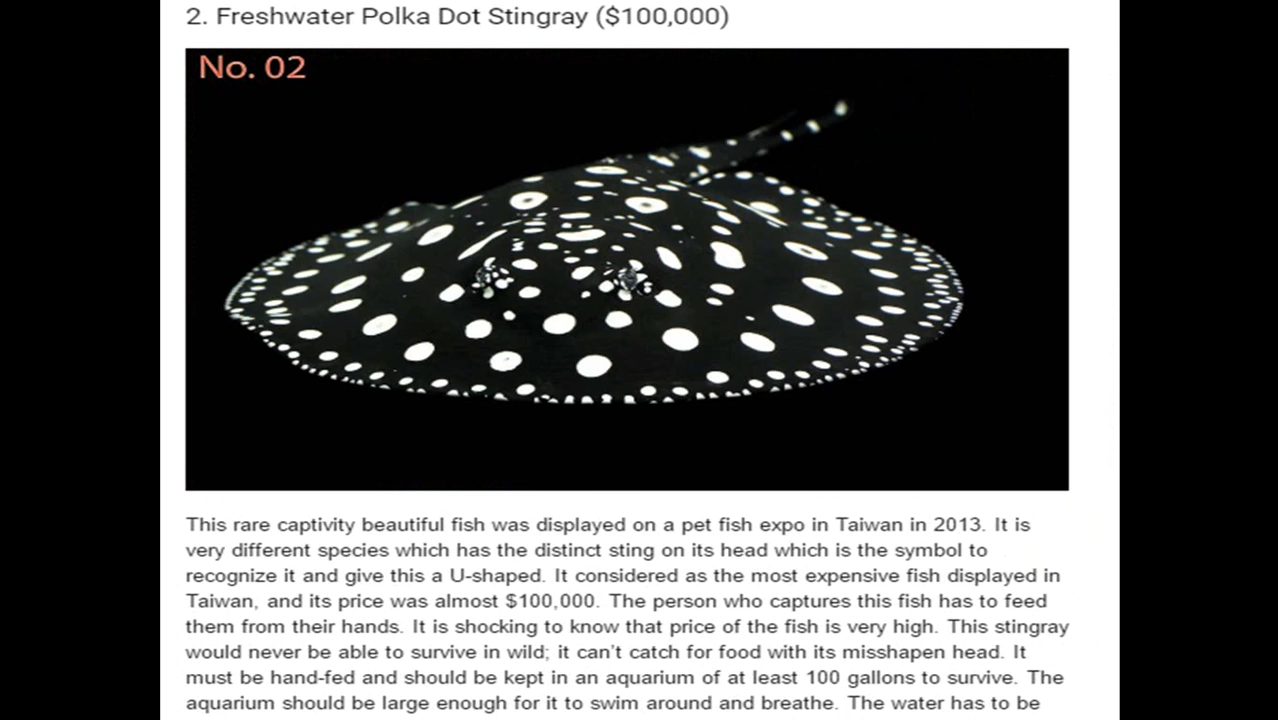 2. Freshwater Polka Dot Stingray ($100,000)
No. 02
This rare captivity beautiful fish was displayed on a pet fish expo in Taiwan in 2013. It is
very different species which has the distinct sting on its head which is the symbol to
recognize it and give this a U-shaped. It considered as the most expensive fish displayed in
Taiwan, and its price was almost $100,000. The person who captures this fish has to feed
them from their hands. It is shocking to know that price of the fish is very high. This stingray
would never be able to survive in wild; it can't catch for food with its misshapen head. It
must be hand-fed and should be kept in an aquarium of at least 100 gallons to survive. The
aquarium should be large enough for it to swim around and breathe. The water has to be